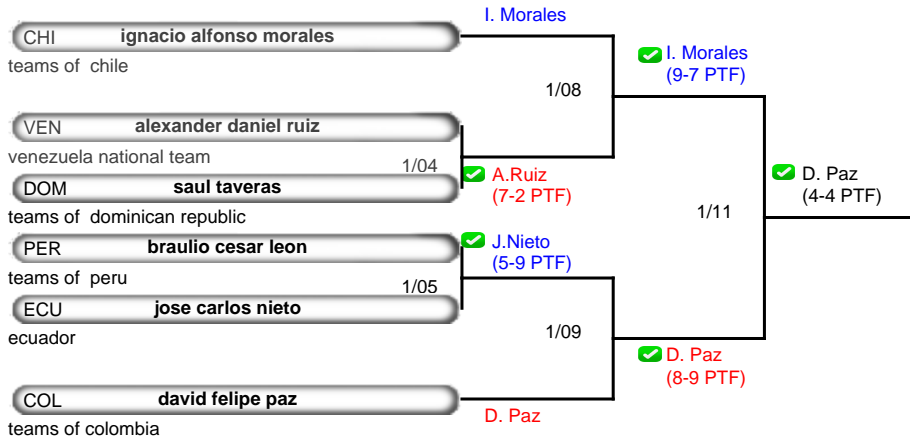 I. Morales
CHI ignacio alfonso morales
teams of chile
I. Morales
(9-7 PTF)
1/08
VEN alexander daniel ruiz
venezuela national team
1/04
A.Ruiz
(7-2 PTF)
DOM saul taveras
teams of dominican republic
D. Paz
(4-4 PTF)
1/11
PER braulio cesar leon
teams of peru
J.Nieto
(5-9 PTF)
1/05
ECU jose carlos nieto
ecuador
1/09
D. Paz
(8-9 PTF)
COL david felipe paz
teams of colombia
D. Paz